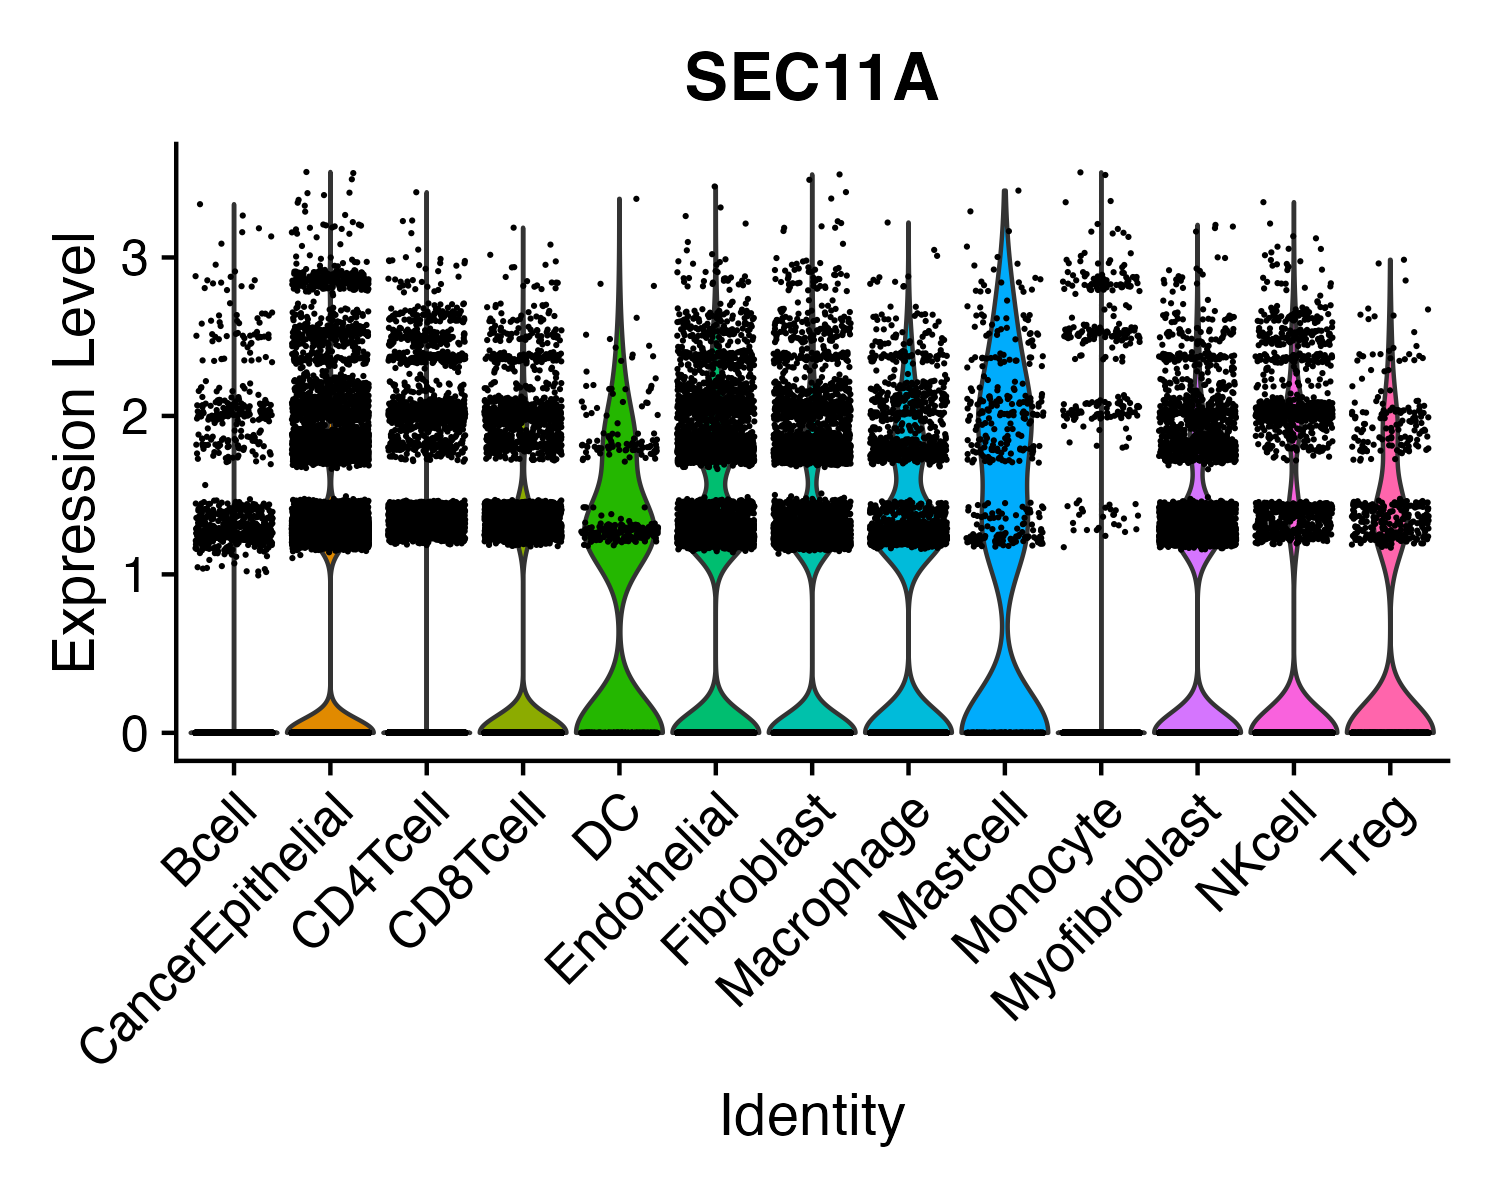 SEC11A
Expression Level
3
2
1
0
Bcell
CancerEpithelial
CD4Tcell
CD8Tcell
DC
Endothelial
Fibroblast
Macrophage
Mastcell
Monocyte
Myofibroblast
NKcell
Treg
Identity